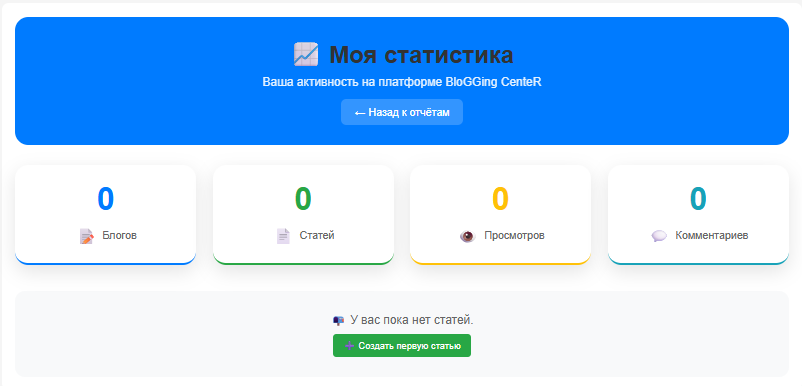 Моя статистика
Ваша активность на платформе BloGGing CenteR
← Назад к отчётам
0
Блогов
0
Статей
0
Просмотров
0
Комментариев
У вас пока нет статей.
Создать первую статью